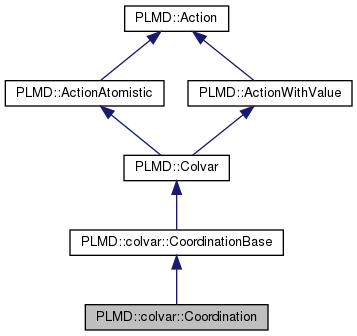 PLMD::Action
PLMD::ActionAtomistic
PLMD::ActionWithValue
PLMD::Colvar
PLMD::colvar::CoordinationBase
PLMD::colvar::Coordination